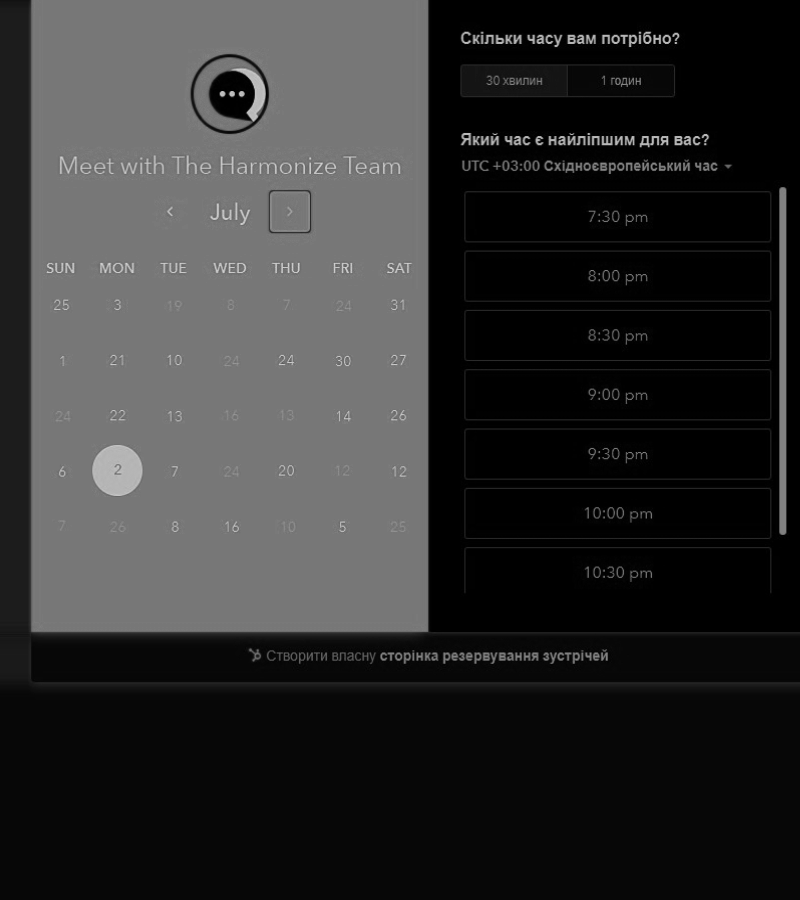 Meet with The Harmonize Team
July
SUN MON TUE WED THU FRI SAT
25 3 19 8 7 24 31
1 21 10 24 24 30 27
24 22 13 16 13 14 26
6 2 7 24 20 12 12
7 26 8 16 10 5 25
Скільки часу вам потрібно?
30 хвилин 1 годин
Який час є найліпшим для вас?
UTC +03:00 Східноєвропейський час
7:30 pm
8:00 pm
8:30 pm
9:00 pm
9:30 pm
10:00 pm
10:30 pm
Створити власну сторінка резервування зустрічей